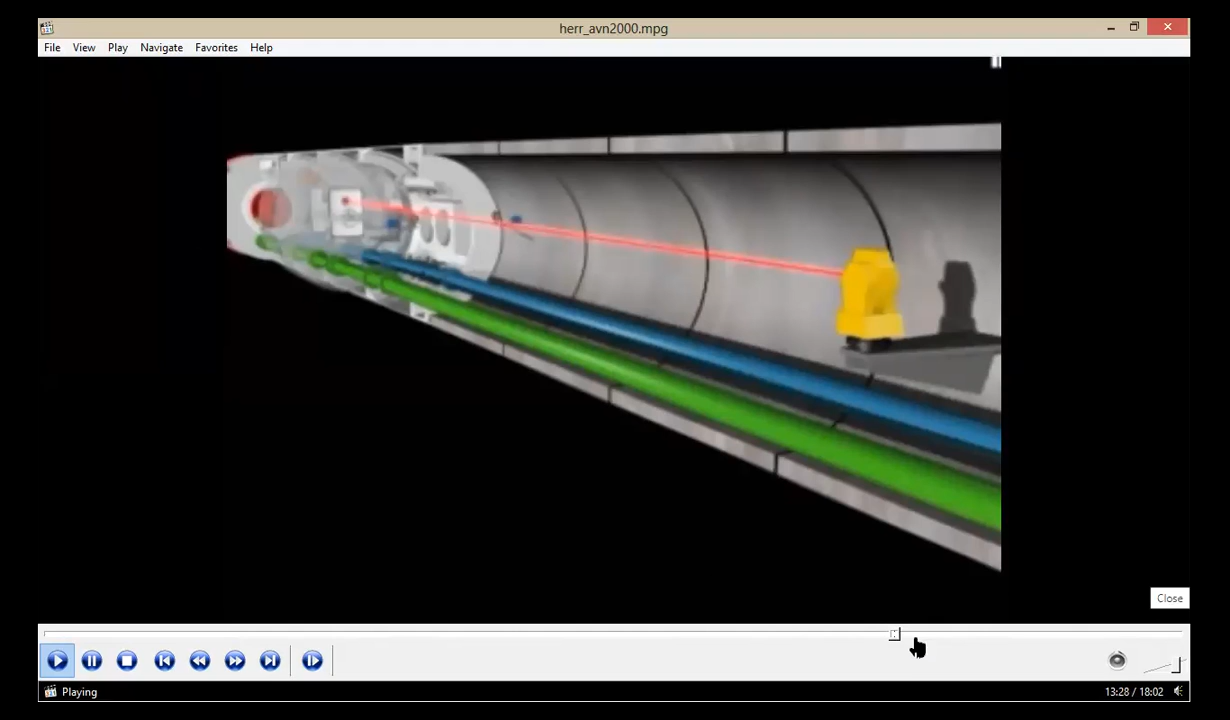 herr_avn2000.mpg
File View Play Navigate Favorites Help
Close
Playing
13:28 / 18:02